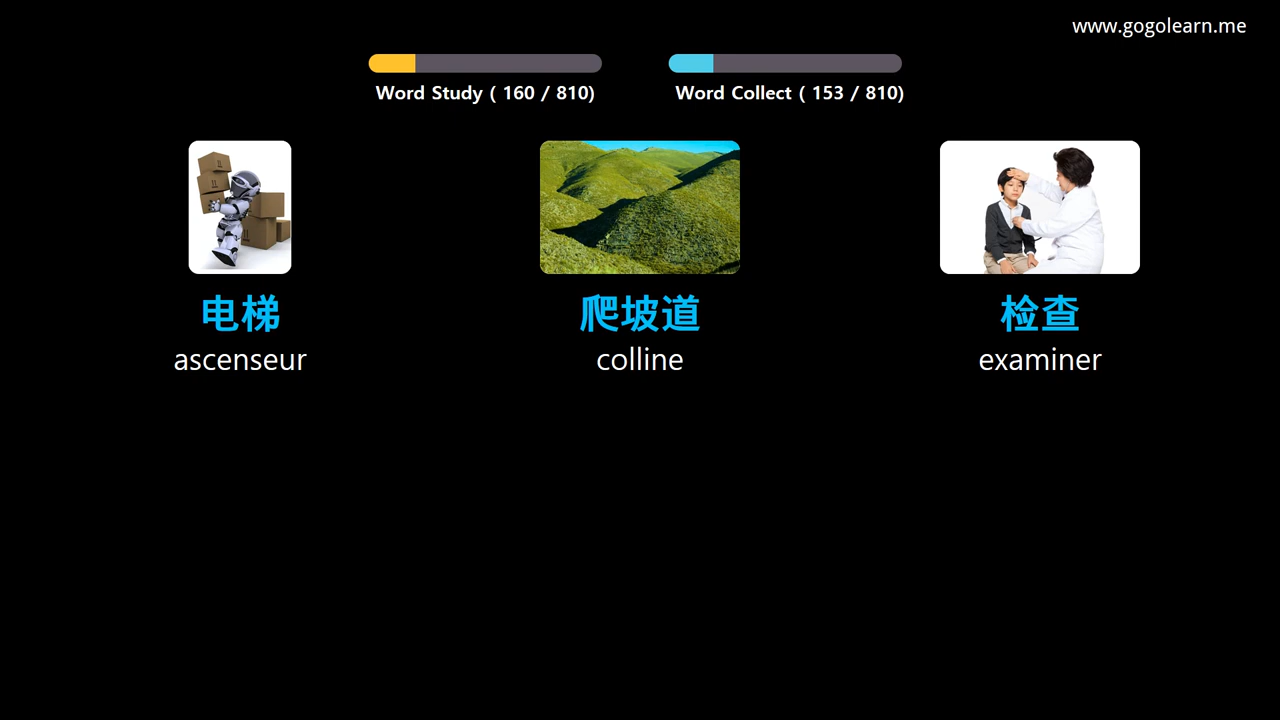 www.gogolearn.me
Word Study ( 160 / 810)
Word Collect ( 153 / 810)
电梯
ascenseur
爬坡道
colline
检查
examiner